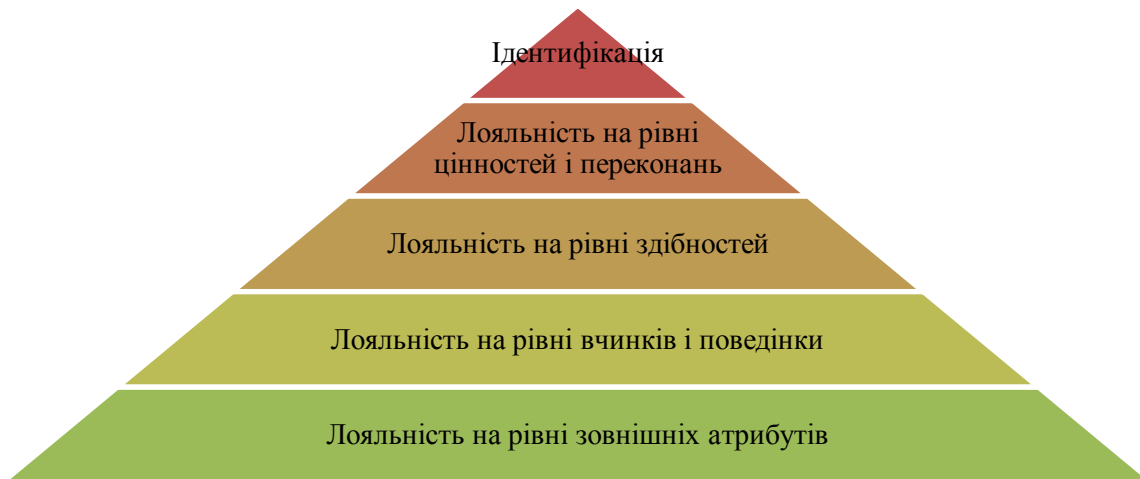 Ідентифікація
Лояльність на рівні
цінностей і переконань
Лояльність на рівні здібностей
Лояльність на рівні вчинків і поведінки
Лояльність на рівні зовнішніх атрибутів